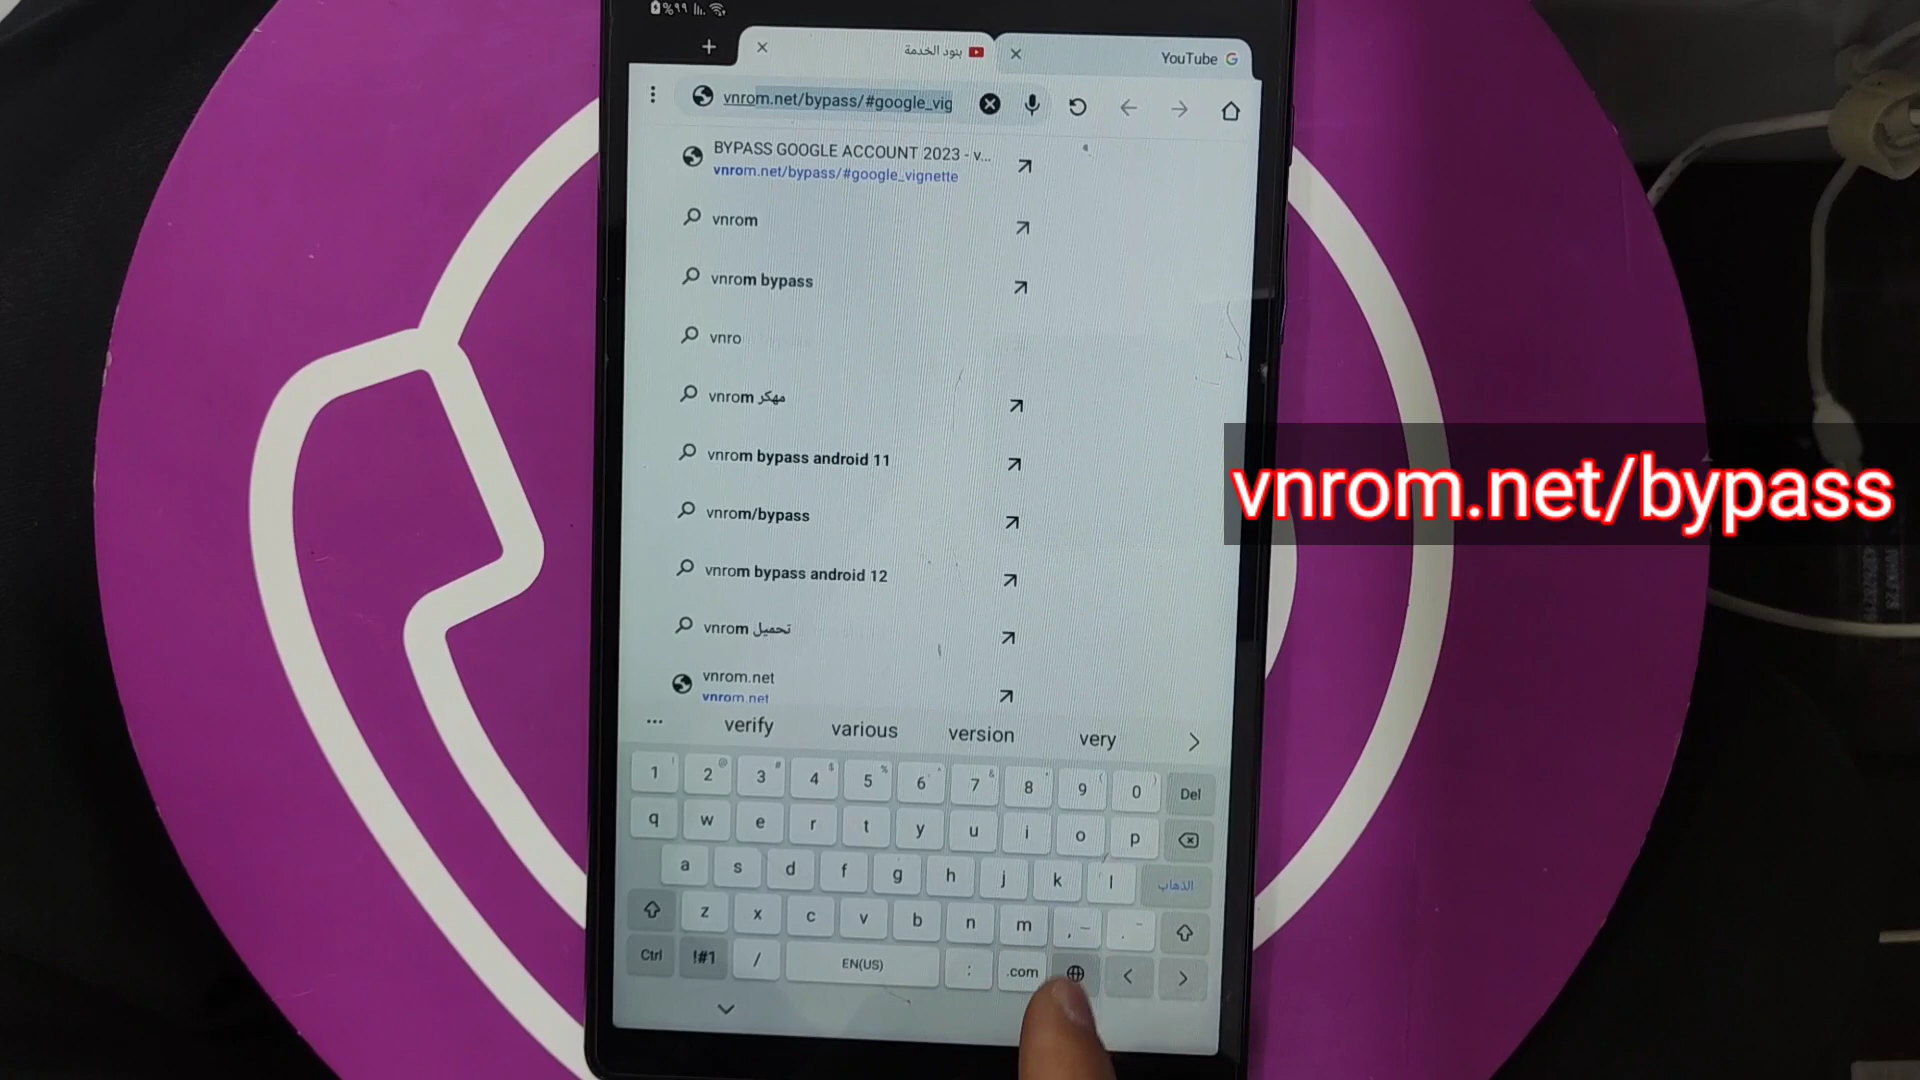 %٩٩
بنود الخدمة
YouTube
vnrom.net/bypass/#google_vig
BYPASS GOOGLE ACCOUNT 2023 - v...
vnrom.net/bypass/#google_vignette
vnrom
vnrom bypass
vnro
vnrom مهكر
vnrom bypass android 11
vnrom/bypass
vnrom bypass android 12
vnrom تحميل
vnrom.net
vnrom.net
vnrom.net/bypass
... verify various version very
1 2 3 4 5 6 7 8 9 0 Del
q w e r t y u i o p
a s d f g h j k l الذهاب
z x c v b n m , .
Ctrl !#1 / EN(US) : .com < >